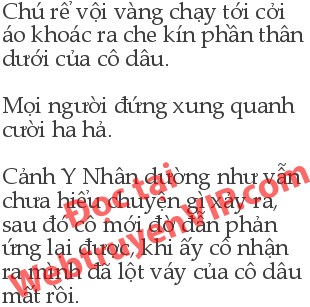 Chú rể vội vàng chạy tới cởi
áo khoác ra che kín phần thân
dưới của cô dâu.
Mọi người đứng xung quanh
cười ha hả.
Cảnh Y Nhân dường như vẫn
chưa hiểu chuyện gì xảy ra,
sau đó cô mới đờ đẫn phản
ứng lại được, khi ấy cô nhận
ra mình đã lột váy của cô dâu
mất rồi.
Đọc tại
WebtruyenVIP.com